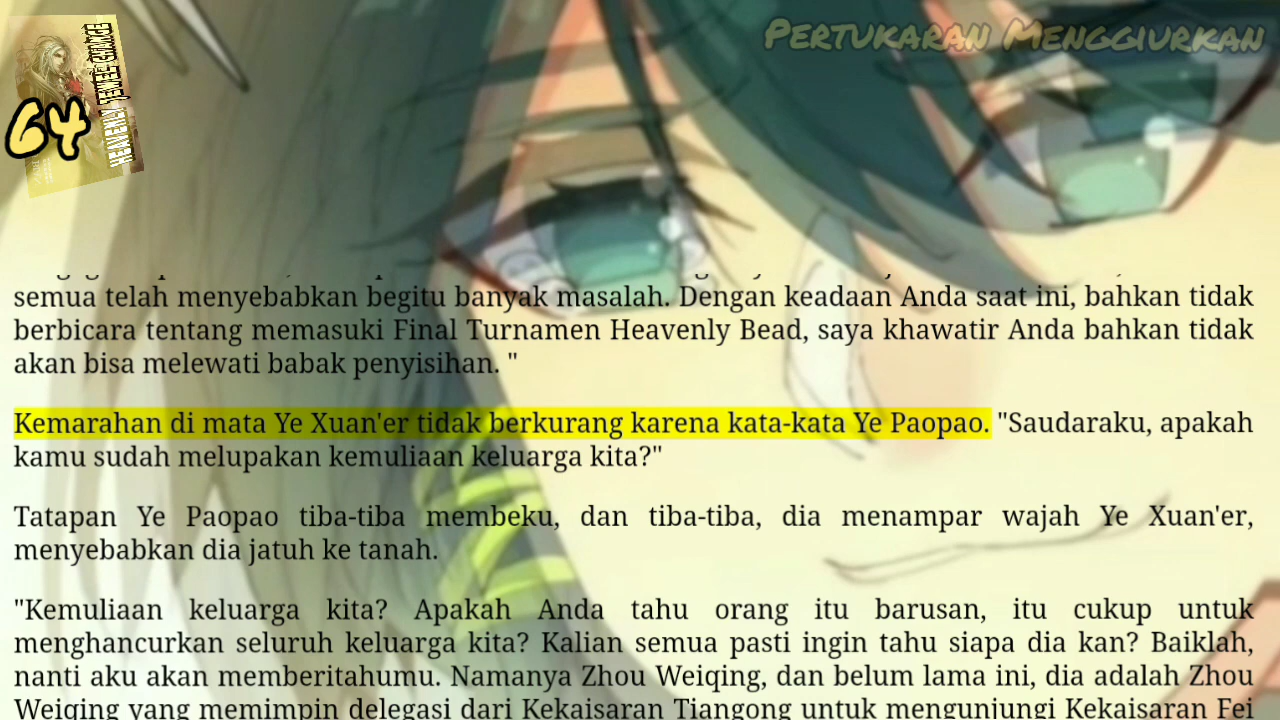 PERTUKARAN MENGGIURKAN
HEAVENLY JEWEL CHANGE
64
semua telah menyebabkan begitu banyak masalah. Dengan keadaan Anda saat ini, bahkan tidak
berbicara tentang memasuki Final Turnamen Heavenly Bead, saya khawatir Anda bahkan tidak
akan bisa melewati babak penyisihan. "
Kemarahan di mata Ye Xuan'er tidak berkurang karena kata-kata Ye Paopao. "Saudaraku, apakah
kamu sudah melupakan kemuliaan keluarga kita?"
Tatapan Ye Paopao tiba-tiba membeku, dan tiba-tiba, dia menampar wajah Ye Xuan'er,
menyebabkan dia jatuh ke tanah.
"Kemuliaan keluarga kita? Apakah Anda tahu orang itu barusan, itu cukup untuk
menghancurkan seluruh keluarga kita? Kalian semua pasti ingin tahu siapa dia kan? Baiklah,
nanti aku akan memberitahumu. Namanya Zhou Weiqing, dan belum lama ini, dia adalah Zhou
Weiqing yang memimpin delegasi dari Kekaisaran Tiangong untuk mengunjungi Kekaisaran Fei